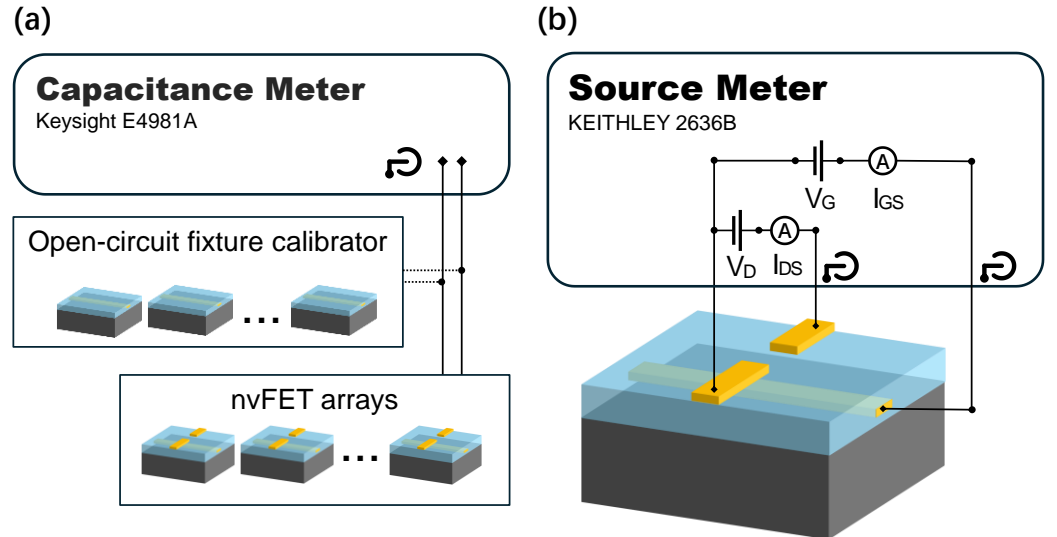 (a)
Capacitance Meter
Keysight E4981A
Open-circuit fixture calibrator
...
nvFET arrays
...
(b)
Source Meter
KEITHLEY 2636B
A
VG
IGS
A
VD
IDS